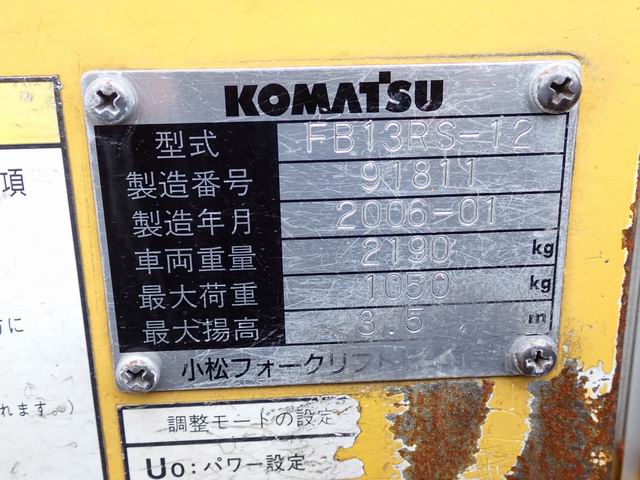 KOMATSU
型式 FB13RS-12
製造番号 91811
製造年月 2006-01
車両重量 2190 kg
最大荷重 1050 kg
最大揚高 3.5 m
小松フォークリフト
項
に
れます。)
調整モードの設定
Uo: パワー設定